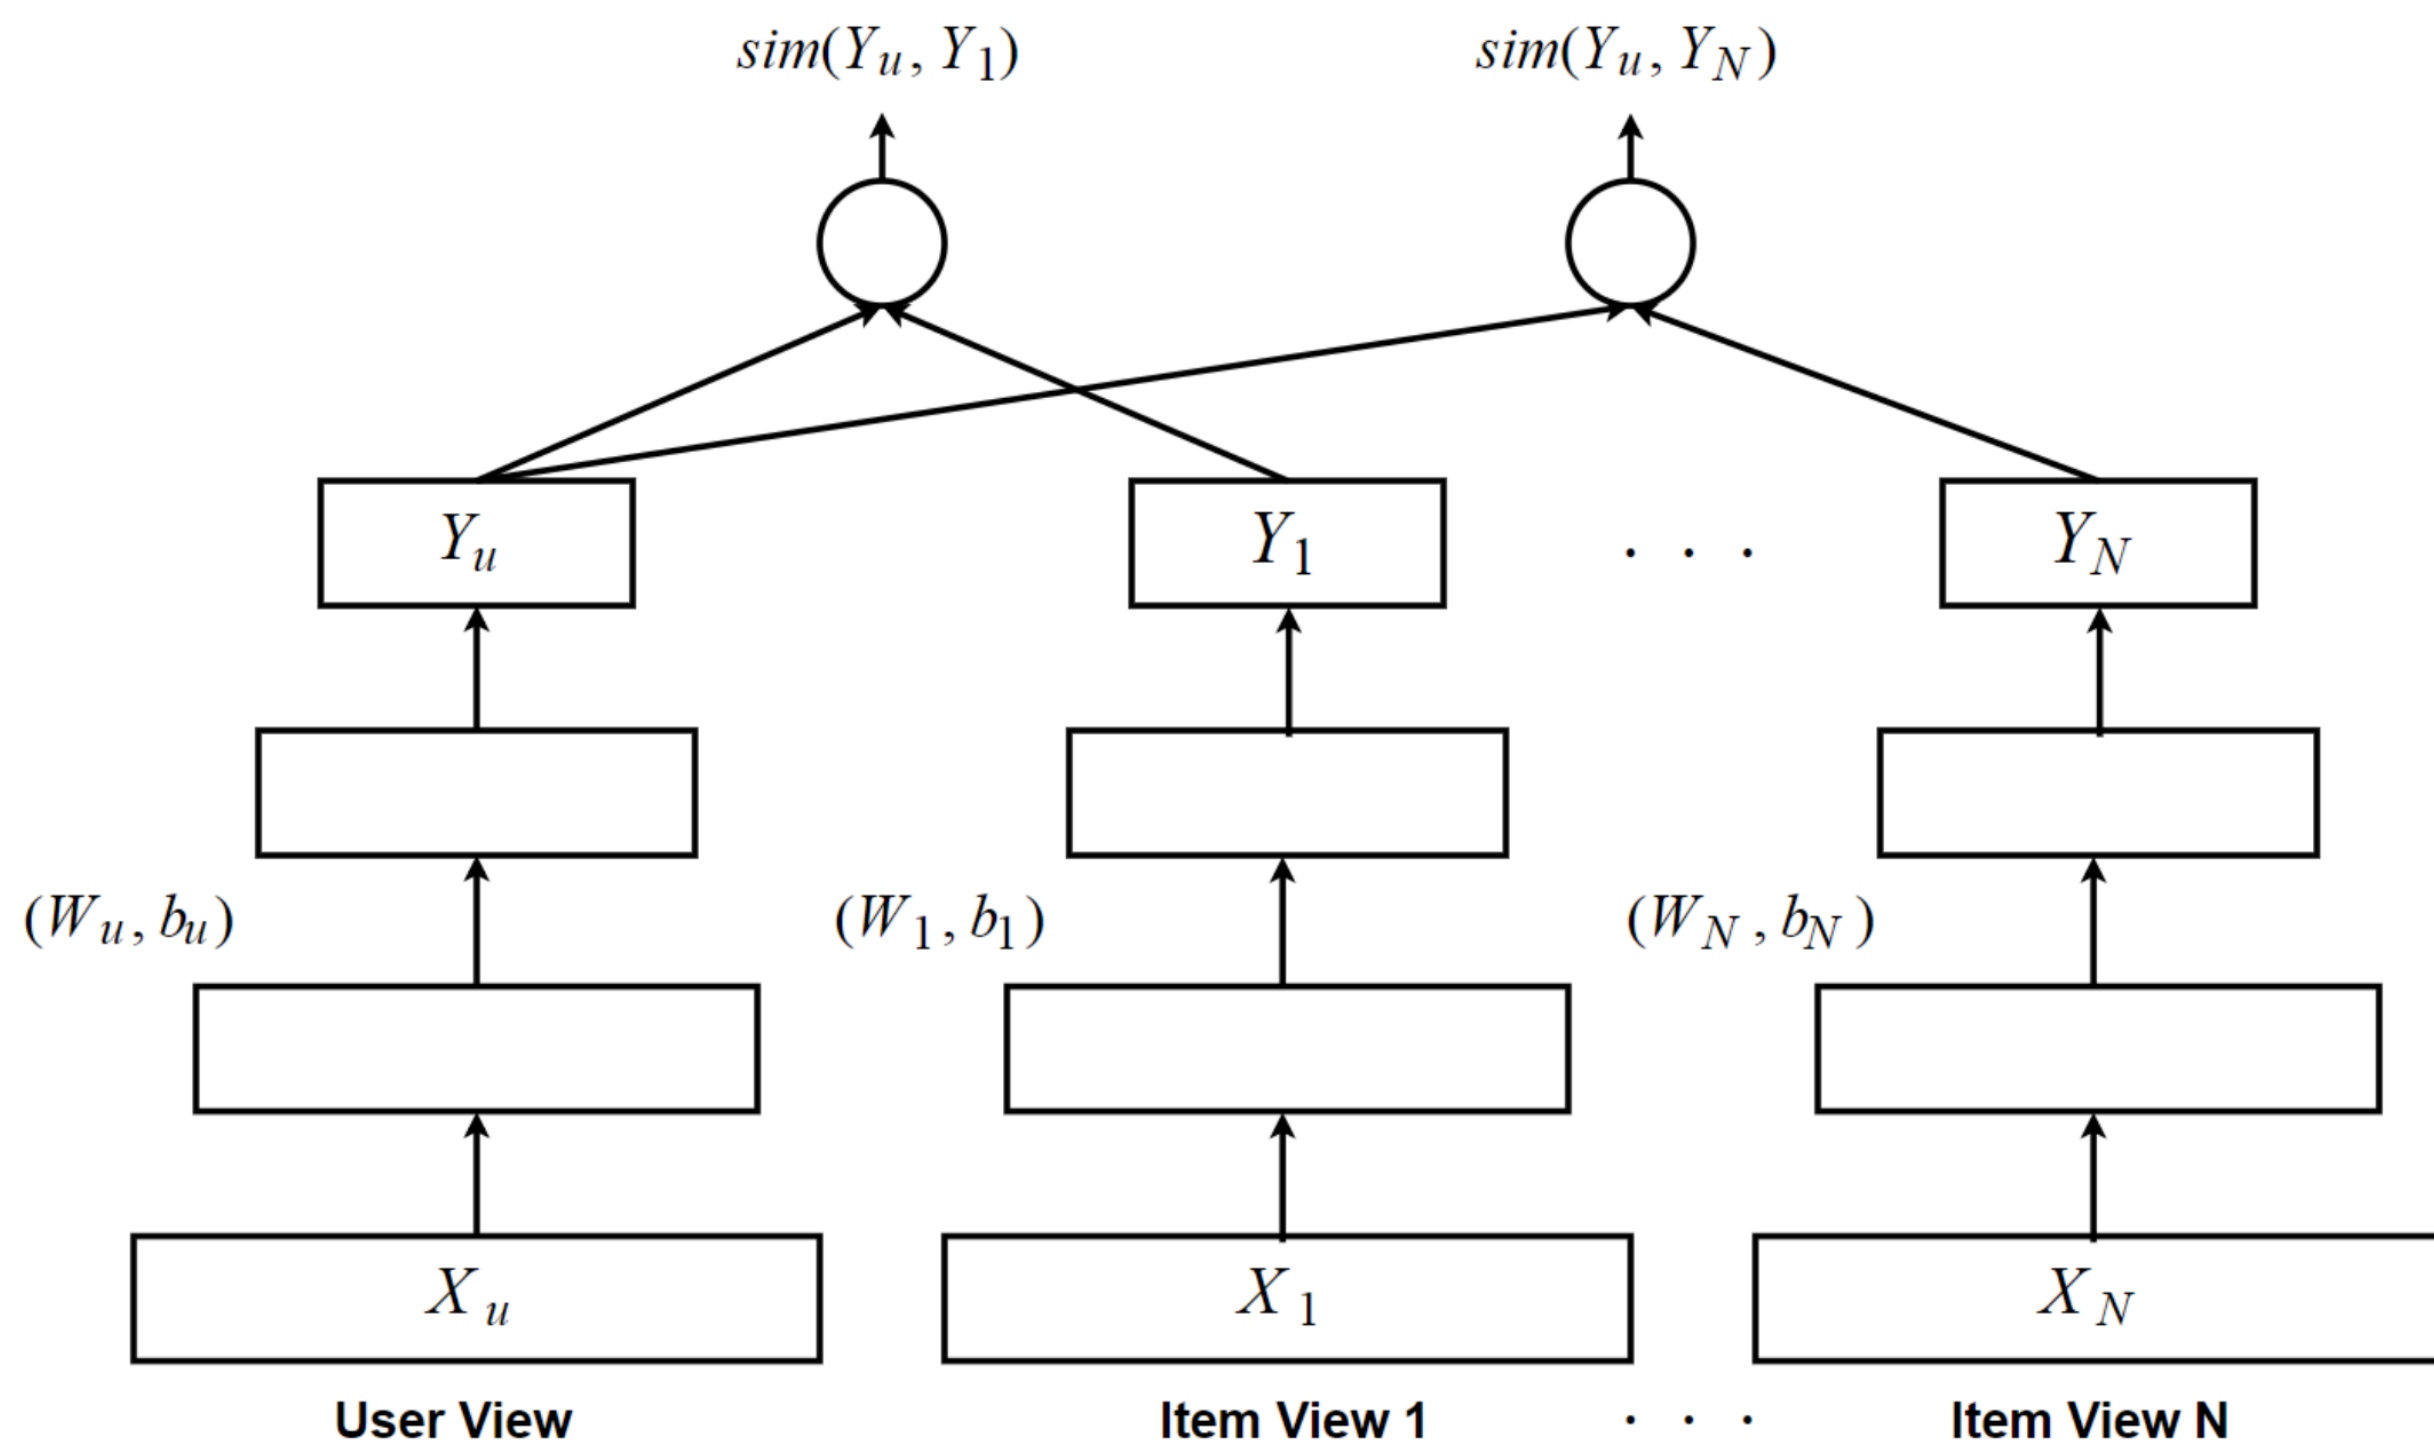 sim(Y_u, Y_1) sim(Y_u, Y_N)
Y_u Y_1 . . . Y_N
(W_u, b_u) (W_1, b_1) (W_N, b_N)
X_u X_1 X_N
User View Item View 1 . . . Item View N